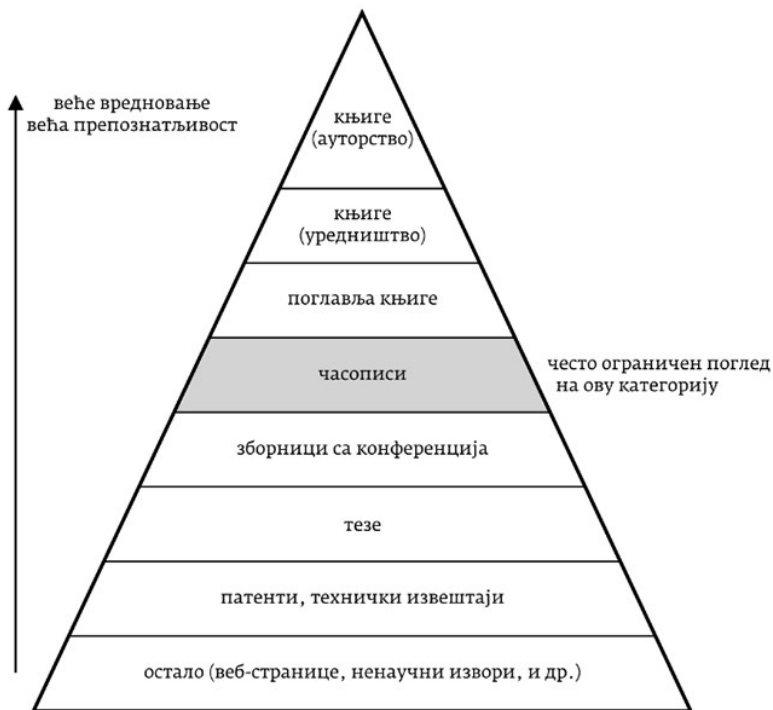 веће вредновање
већа препознатљивост
књиге
(ауторство)
књиге
(уредништво)
поглавља књиге
часописи
често ограничен поглед
на ову категорију
зборници са конференција
тезе
патенти, технички извештаји
остало (веб-странице, ненаучни извори, и др.)